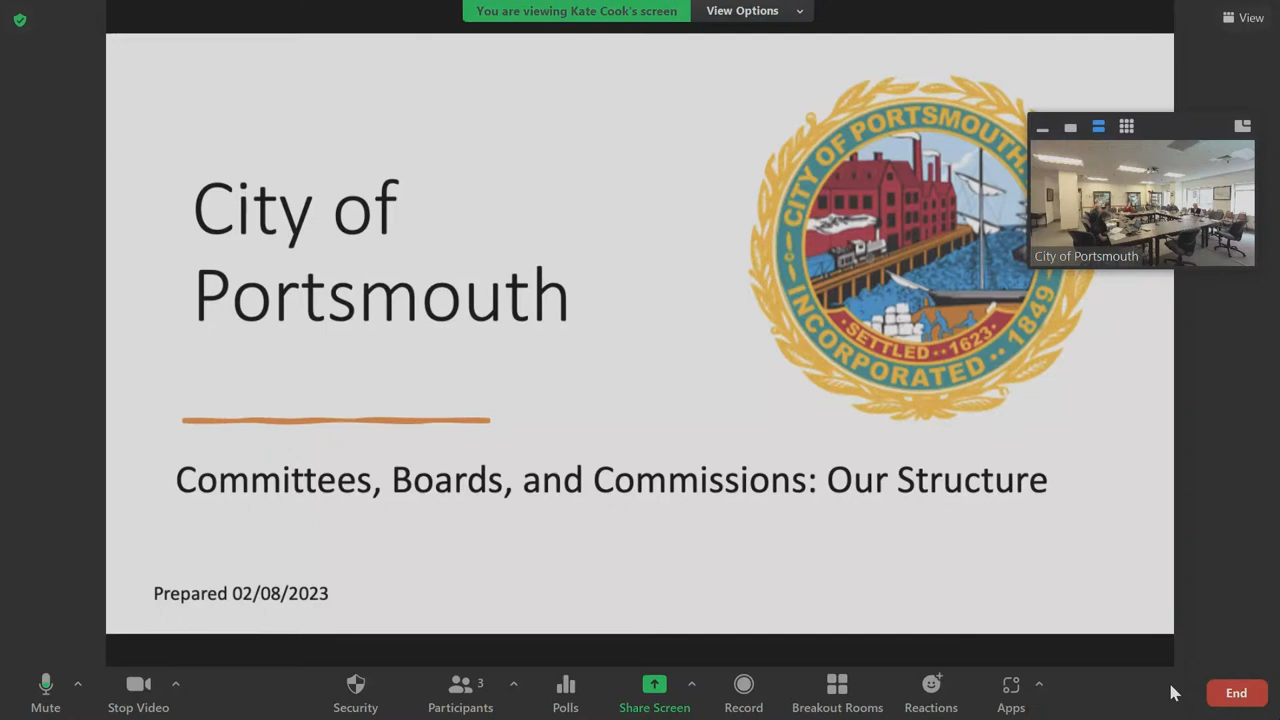 You are viewing Kate Cook's screen
View Options
View
CITY OF PORTSMOUTH, N.H.
INCORPORATED • • 1849
SETTLED • • 1623
City of
Portsmouth
City of Portsmouth
Committees, Boards, and Commissions: Our Structure
Prepared 02/08/2023
Mute
Stop Video
Security
Participants
3
Polls
Share Screen
Record
Breakout Rooms
Reactions
Apps
End